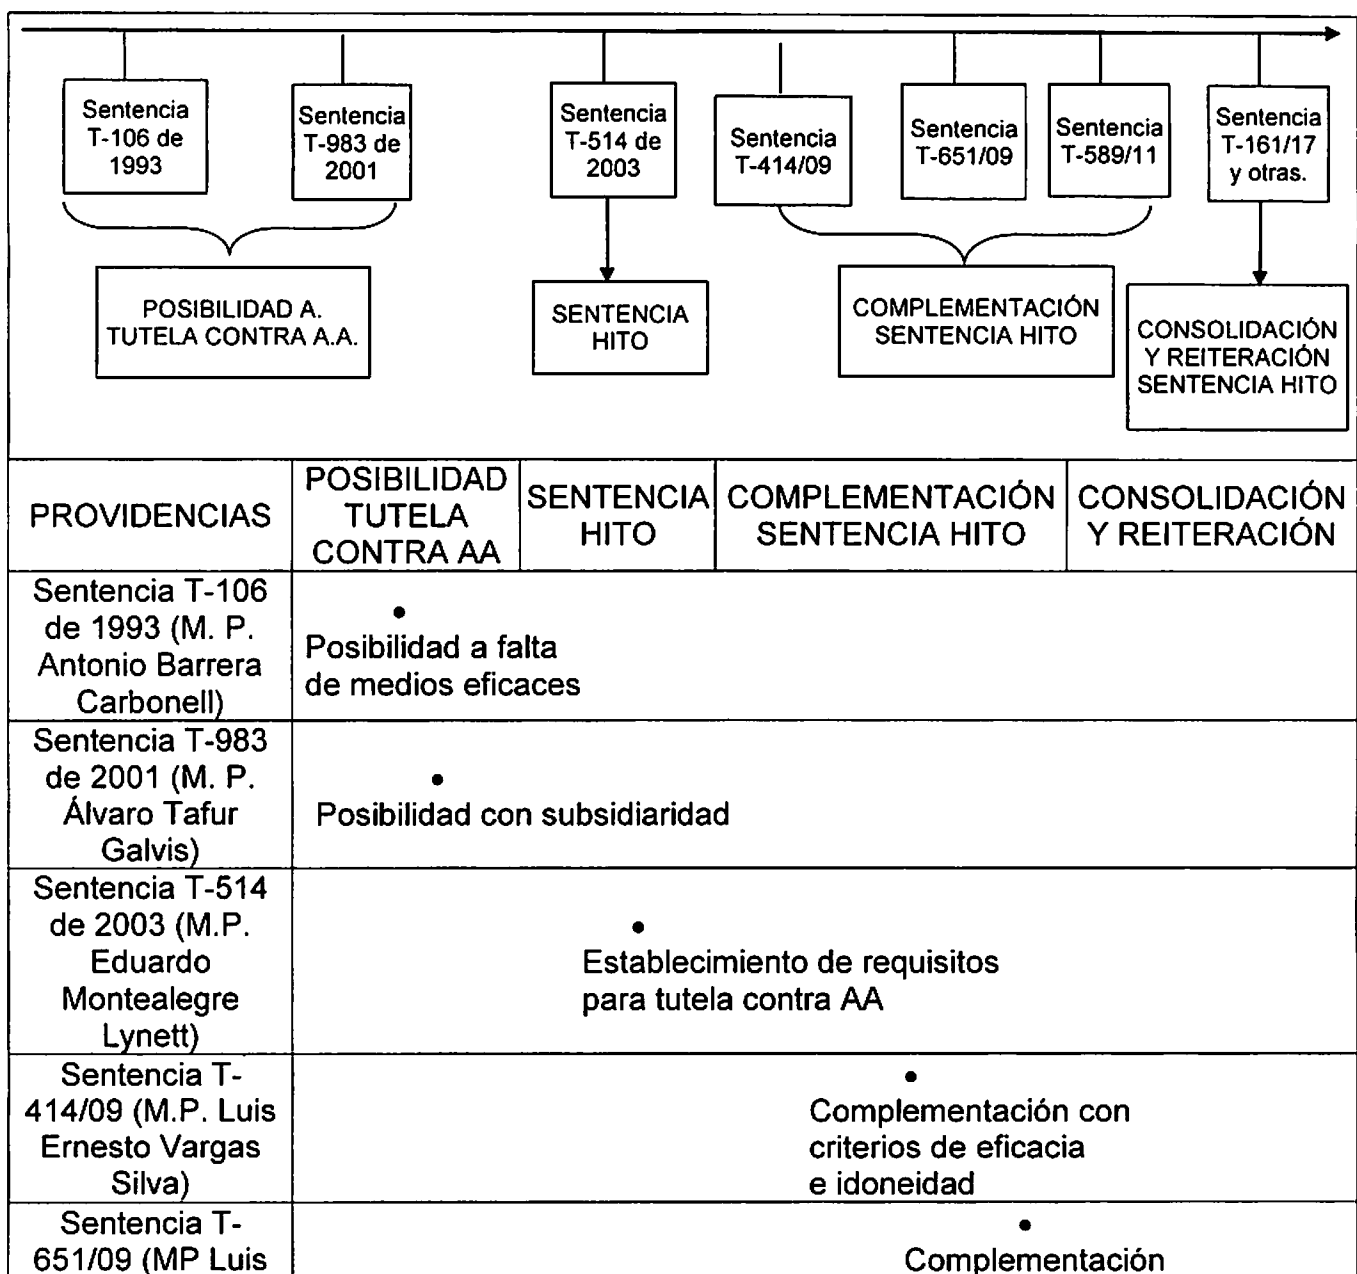 Sentencia
T-106 de
1993
Sentencia
T-983 de
2001
Sentencia
T-514 de
2003
Sentencia
T-414/09
Sentencia
T-651/09
Sentencia
T-589/11
Sentencia
T-161/17
y otras.
POSIBILIDAD A.
TUTELA CONTRA A.A.
SENTENCIA
HITO
COMPLEMENTACIÓN
SENTENCIA HITO
CONSOLIDACIÓN
Y REITERACIÓN
SENTENCIA HITO
PROVIDENCIAS
POSIBILIDAD
TUTELA
CONTRA AA
SENTENCIA
HITO
COMPLEMENTACIÓN
SENTENCIA HITO
CONSOLIDACIÓN
Y REITERACIÓN
Sentencia T-106
de 1993 (M. P.
Antonio Barrera
Carbonell)
•
Posibilidad a falta
de medios eficaces
Sentencia T-983
de 2001 (M. P.
Álvaro Tafur
Galvis)
•
Posibilidad con subsidiaridad
Sentencia T-514
de 2003 (M.P.
Eduardo
Montealegre
Lynett)
•
Establecimiento de requisitos
para tutela contra AA
Sentencia T-
414/09 (M.P. Luis
Ernesto Vargas
Silva)
•
Complementación con
criterios de eficacia
e idoneidad
Sentencia T-
651/09 (MP Luis
•
Complementación